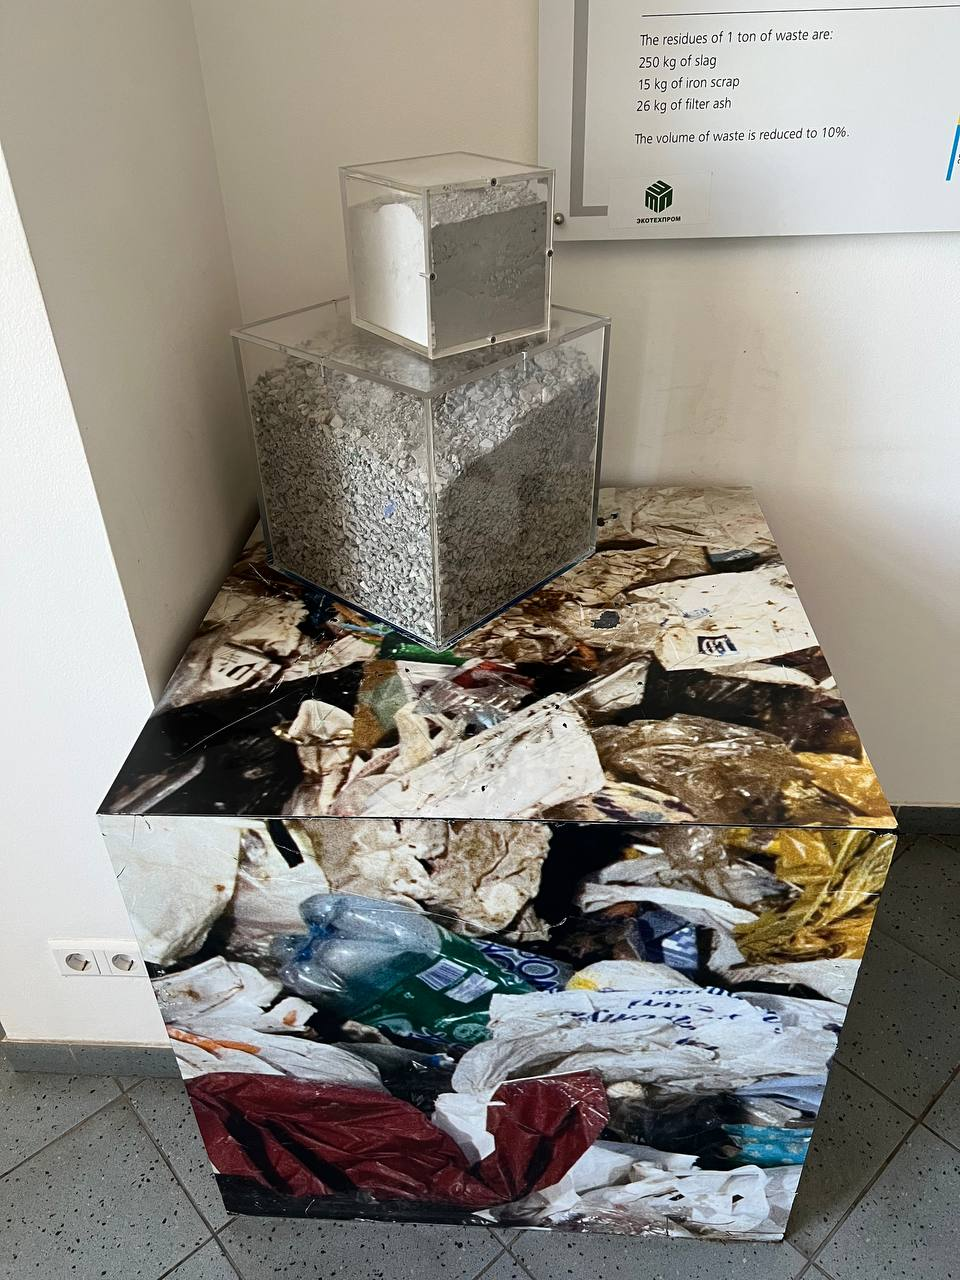 The residues of 1 ton of waste are:
250 kg of slag
15 kg of iron scrap
26 kg of filter ash
The volume of waste is reduced to 10%.
ЭКОТЕХПРОМ